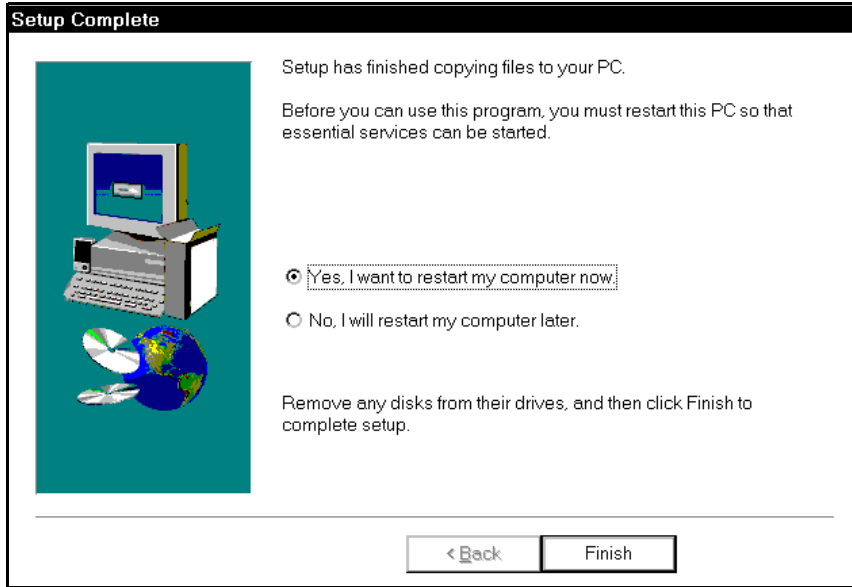 Setup Complete
Setup has finished copying files to your PC.
Before you can use this program, you must restart this PC so that
essential services can be started.
Yes, I want to restart my computer now.
No, I will restart my computer later.
Remove any disks from their drives, and then click Finish to
complete setup.
< Back
Finish